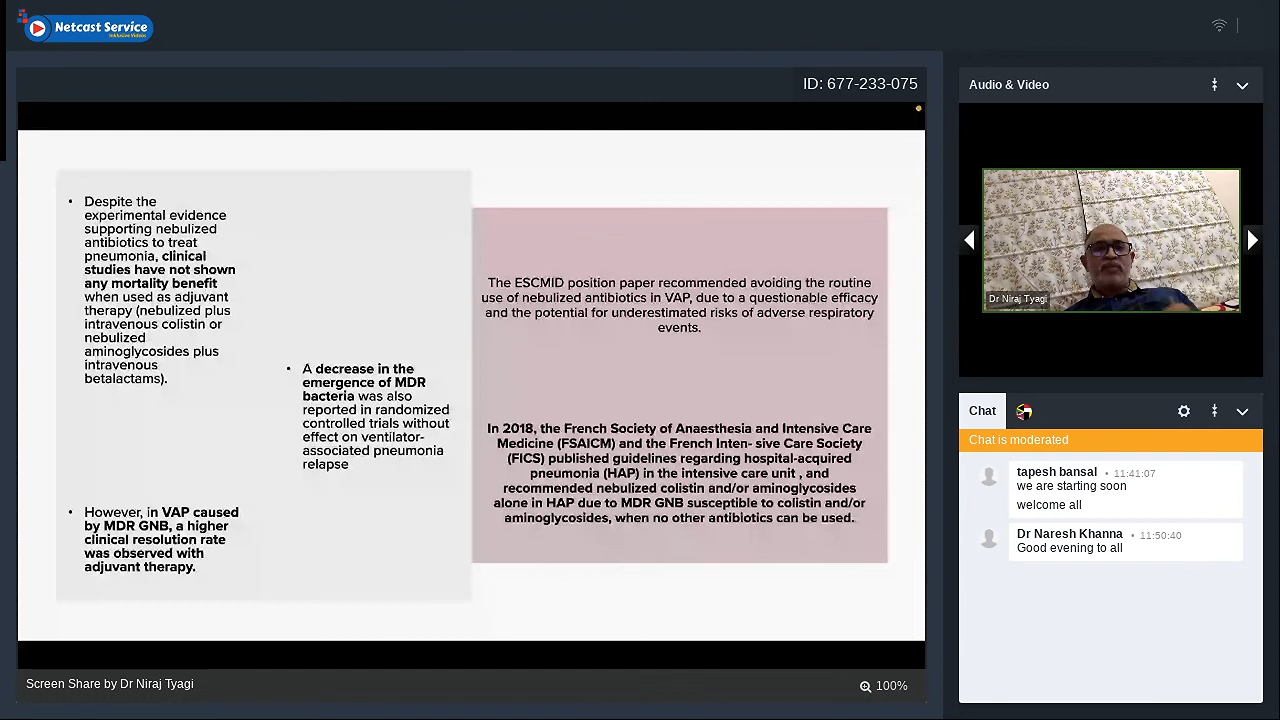 Netcast Service
Inclusive Videos
ID: 677-233-075
• Despite the
experimental evidence
supporting nebulized
antibiotics to treat
pneumonia, clinical
studies have not shown
any mortality benefit
when used as adjuvant
therapy (nebulized plus
intravenous colistin or
nebulized
aminoglycosides plus
intravenous
betalactams).
• However, in VAP caused
by MDR GNB, a higher
clinical resolution rate
was observed with
adjuvant therapy.
• A decrease in the
emergence of MDR
bacteria was also
reported in randomized
controlled trials without
effect on ventilator-
associated pneumonia
relapse
The ESCMID position paper recommended avoiding the routine
use of nebulized antibiotics in VAP, due to a questionable efficacy
and the potential for underestimated risks of adverse respiratory
events.
In 2018, the French Society of Anaesthesia and Intensive Care
Medicine (FSAICM) and the French Inten- sive Care Society
(FICS) published guidelines regarding hospital-acquired
pneumonia (HAP) in the intensive care unit , and
recommended nebulized colistin and/or aminoglycosides
alone in HAP due to MDR GNB susceptible to colistin and/or
aminoglycosides, when no other antibiotics can be used.
Screen Share by Dr Niraj Tyagi
100%
Audio & Video
Dr Niraj Tyagi
Chat
Chat is moderated
tapesh bansal • 11:41:07
we are starting soon
welcome all
Dr Naresh Khanna • 11:50:40
Good evening to all